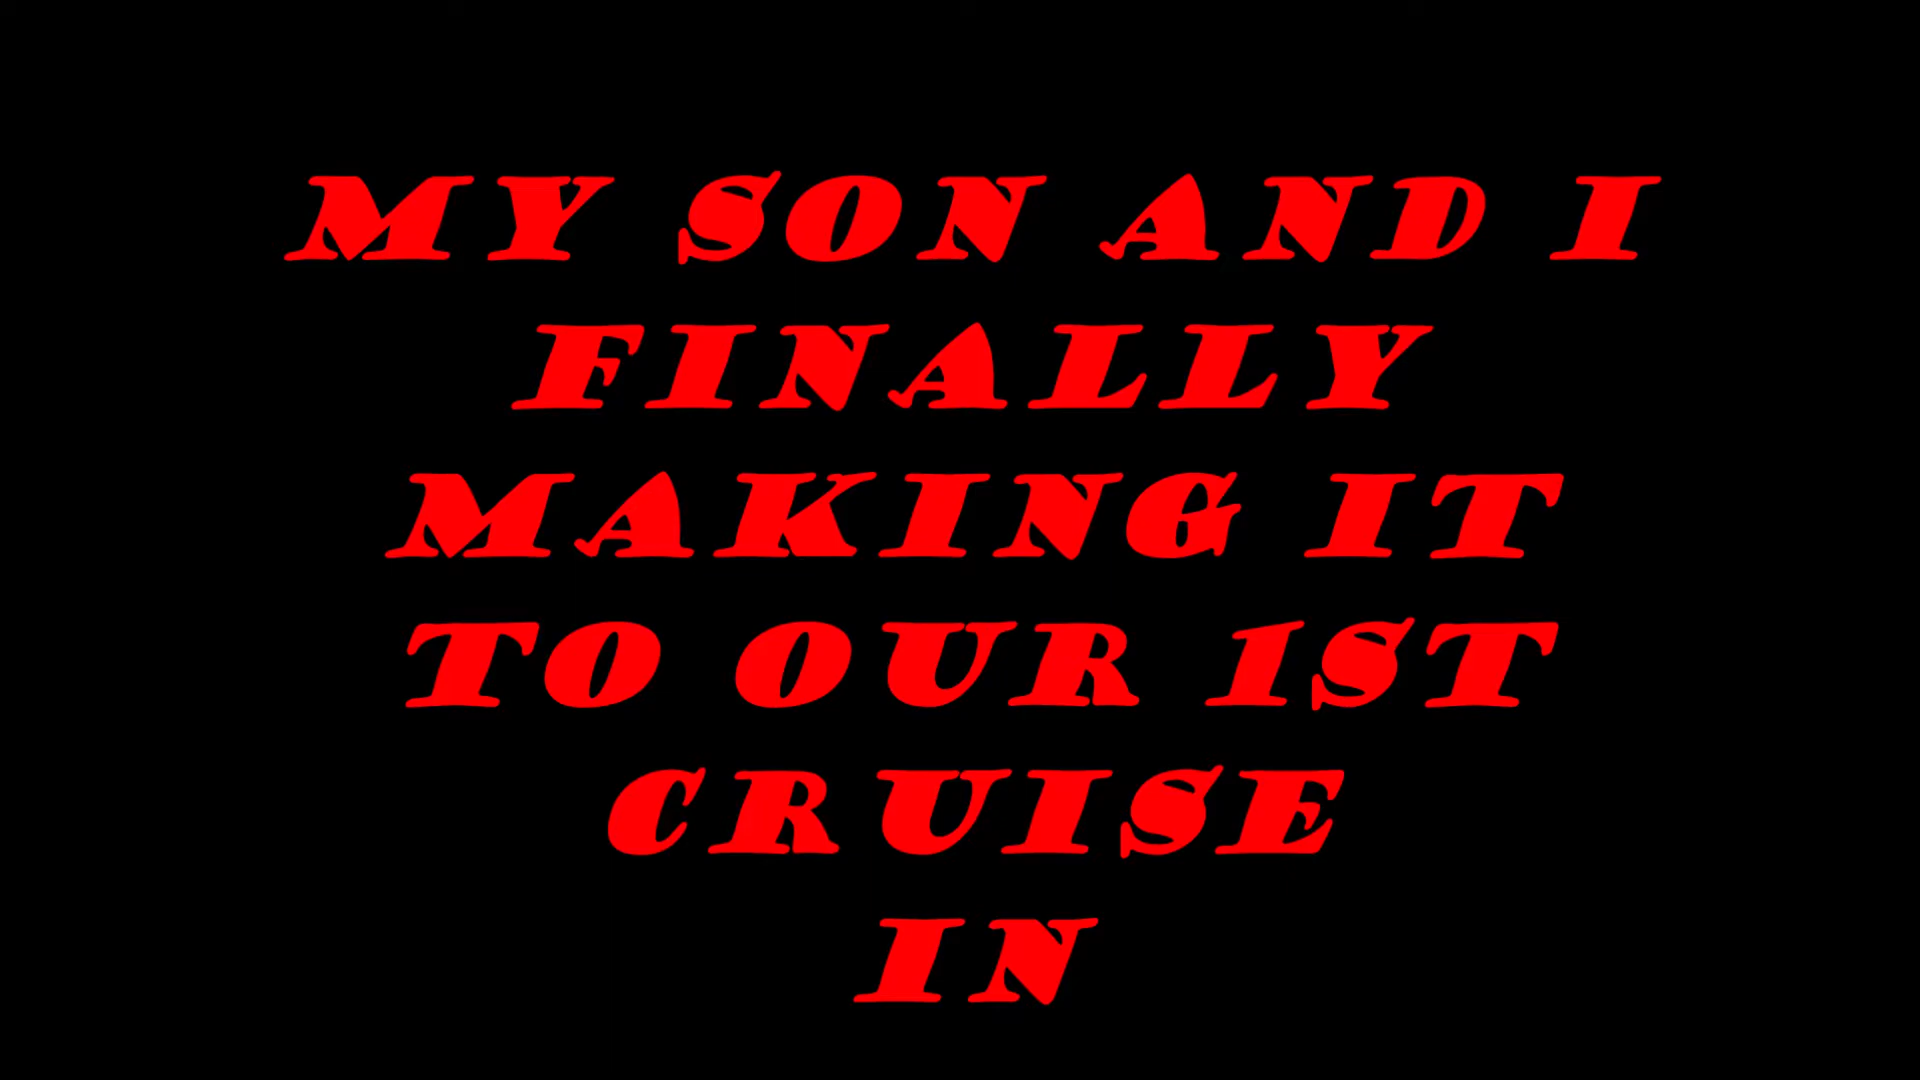 MY SON AND I
FINALLY
MAKING IT
TO OUR 1ST
CRUISE
IN